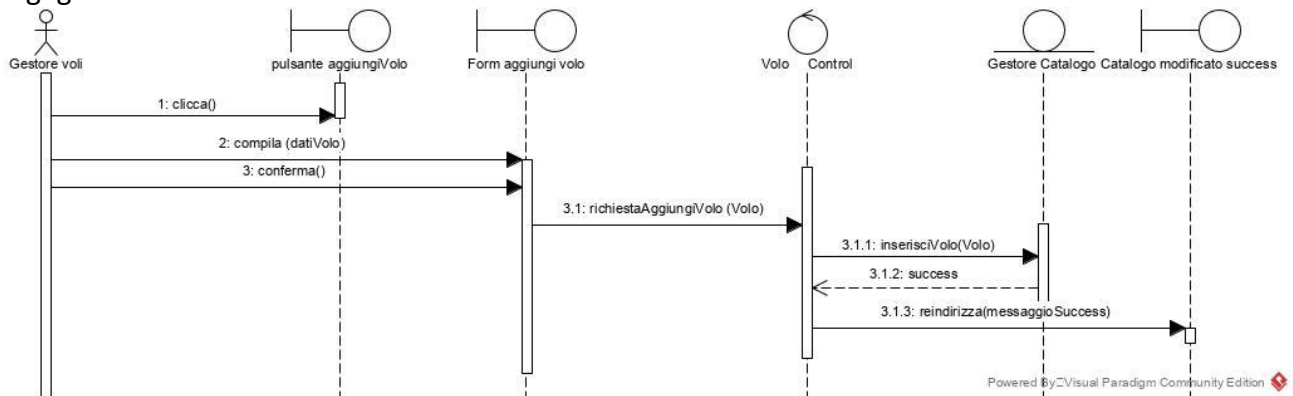 Gestore voli
pulsante aggiungiVolo
Form aggiungi volo
Volo Control
Gestore Catalogo
Catalogo modificato success
1: clicca()
2: compila (datiVolo)
3: conferma()
3.1: richiestaAggiungiVolo (Volo)
3.1.1: inserisciVolo(Volo)
3.1.2: success
3.1.3: reindirizza(messaggioSuccess)
Powered By Visual Paradigm Community Edition